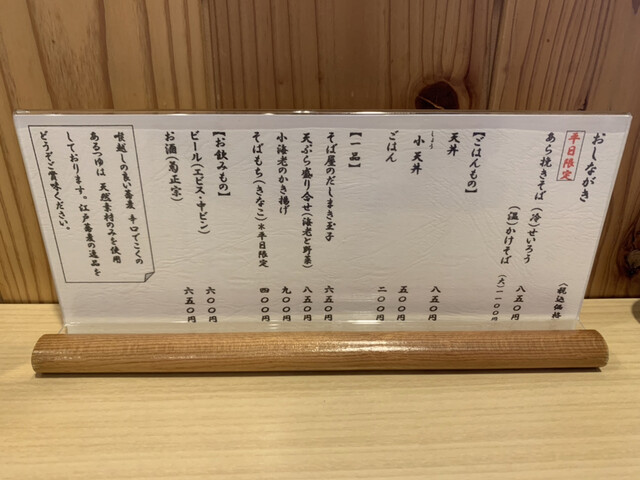 おしながき
(税込価格)
平日限定
あら挽きそば (冷)せいろう 八五〇円
(温)かけそば (大)一一〇〇円
【ごはんもの】
天丼 八五〇円
小天丼 五〇〇円
しょう
ごはん 二〇〇円
【一品】
そば屋のだしまき玉子 六五〇円
天ぷら盛り合せ(海老と野菜) 八五〇円
小海老のかき揚げ 九〇〇円
そばもち(きなこ)※平日限定 四〇〇円
【お飲みもの】
ビール(エビス・中ビン) 六〇〇円
お酒(菊正宗) 六五〇円
喉越しの良い蕎麦 辛口でこくの
あるつゆは 天然素材のみを使用
しております。江戸蕎麦の逸品を
どうぞご賞味ください。